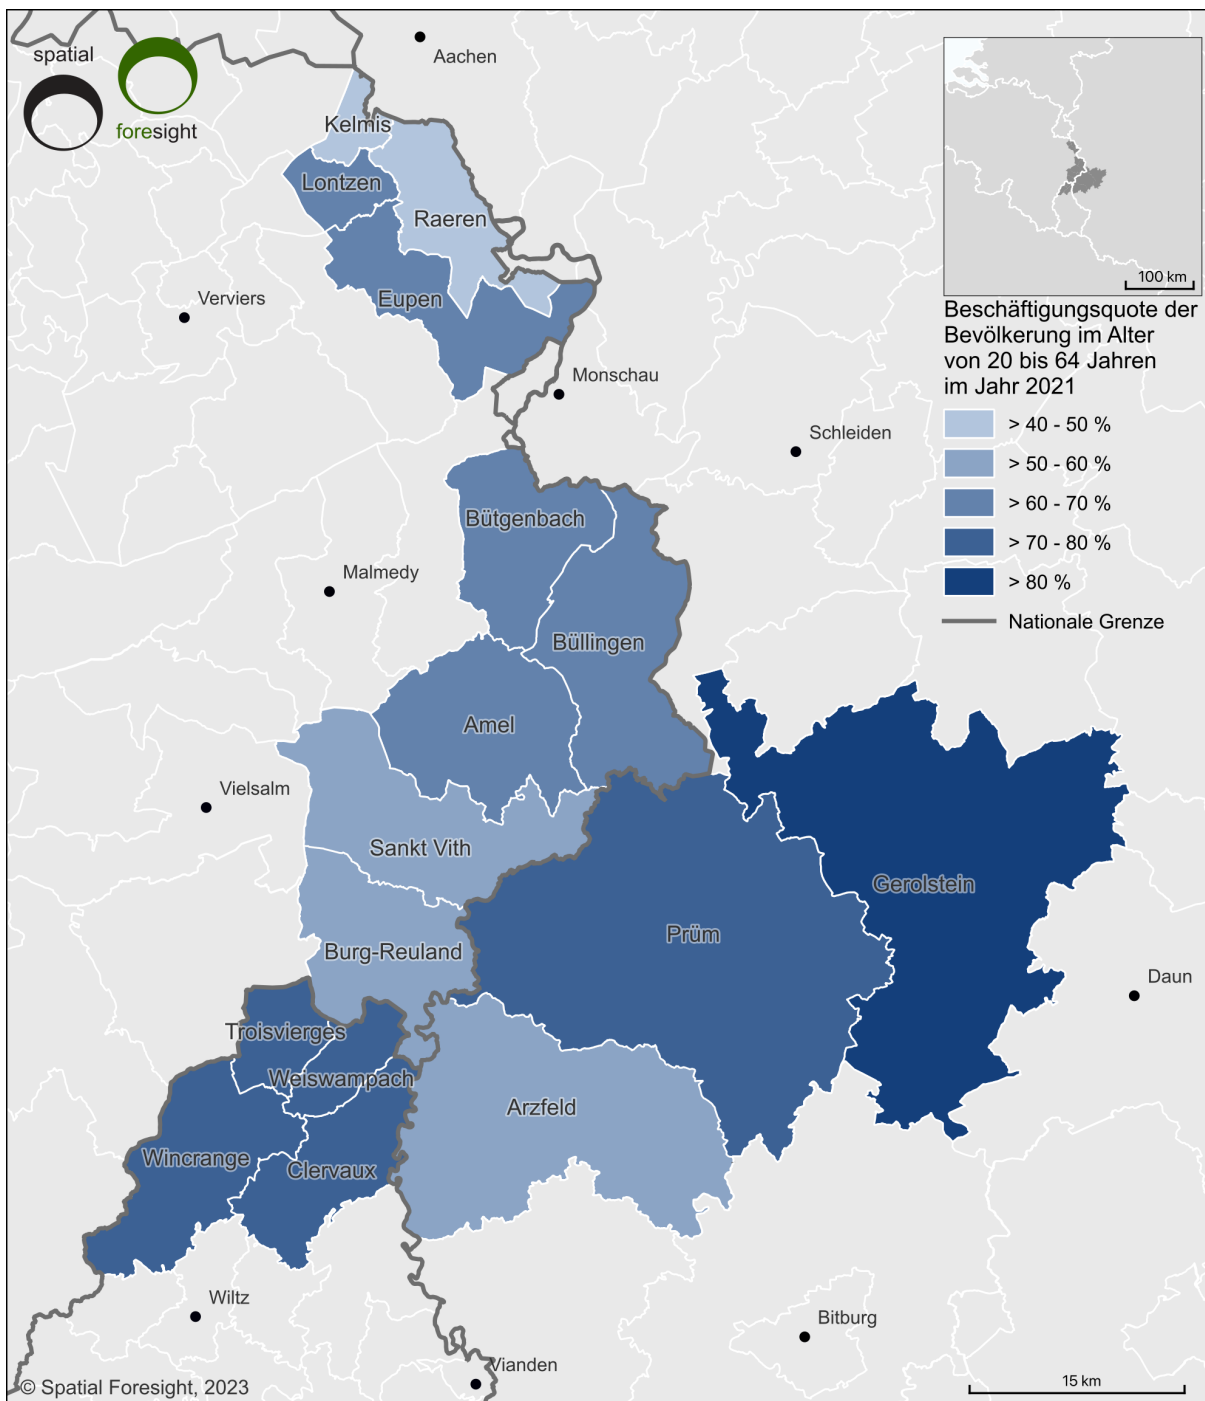 spatial
foresight
Aachen
Kelmis
Lontzen
Raeren
Eupen
Verviers
Monschau
Schleiden
Bütgenbach
Malmedy
Büllingen
Amel
Vielsalm
Sankt Vith
Gerolstein
Prüm
Burg-Reuland
Daun
Troisvierges
Weiswampach
Arzfeld
Wincrange
Clervaux
Wiltz
Bitburg
Vianden
100 km
Beschäftigungsquote der
Bevölkerung im Alter
von 20 bis 64 Jahren
im Jahr 2021
> 40 - 50 %
> 50 - 60 %
> 60 - 70 %
> 70 - 80 %
> 80 %
Nationale Grenze
15 km
© Spatial Foresight, 2023